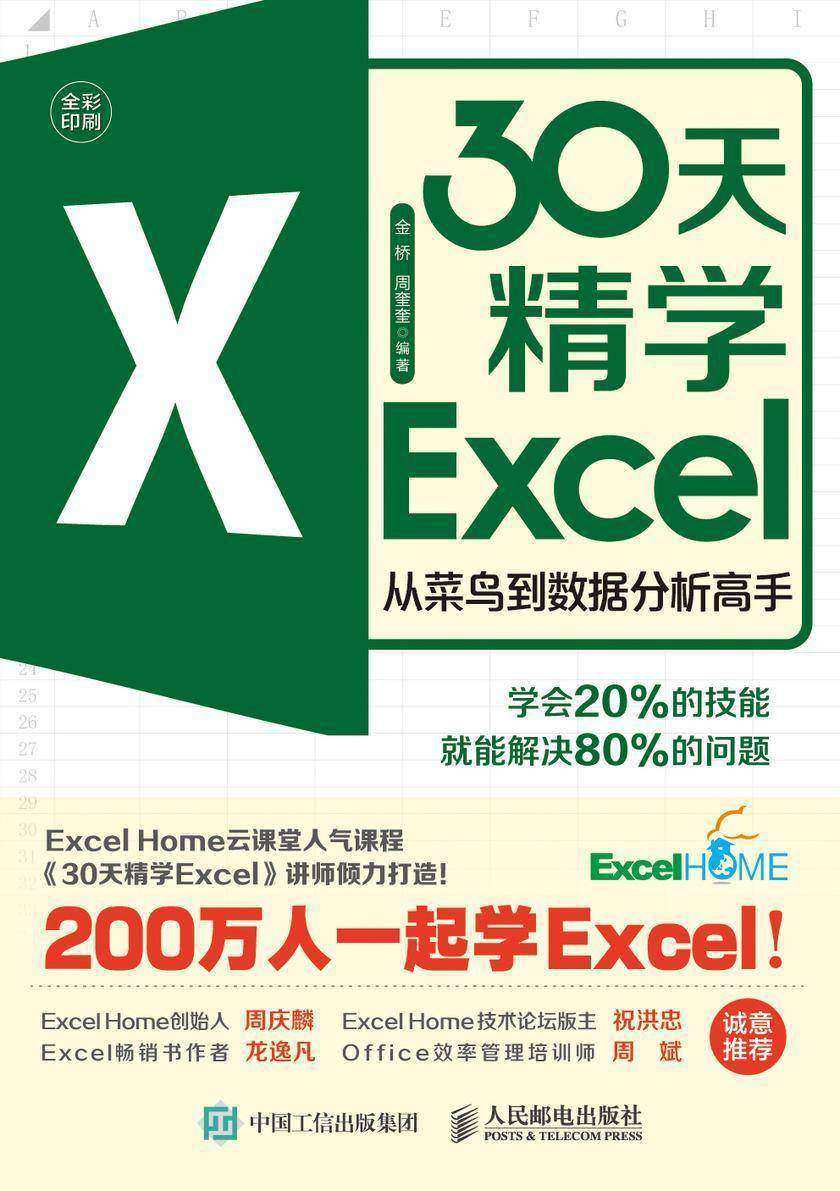 A
E
F
G
H
I
1
全彩
印刷
X
30天
精学
Excel
金桥 周奎奎◎编著
从菜鸟到数据分析高手
24
25
26
27
28
29
30
31
32
学会20%的技能
就能解决80%的问题
Excel Home云课堂人气课程
《30天精学Excel》讲师倾力打造!
ExcelHOME
200万人一起学Excel!
Excel Home创始人 周庆麟 Excel Home技术论坛版主 祝洪忠
Excel畅销书作者 龙逸凡 Office效率管理培训师 周 斌
诚意
推荐
中国工信出版集团
人民邮电出版社
POSTS & TELECOM PRESS